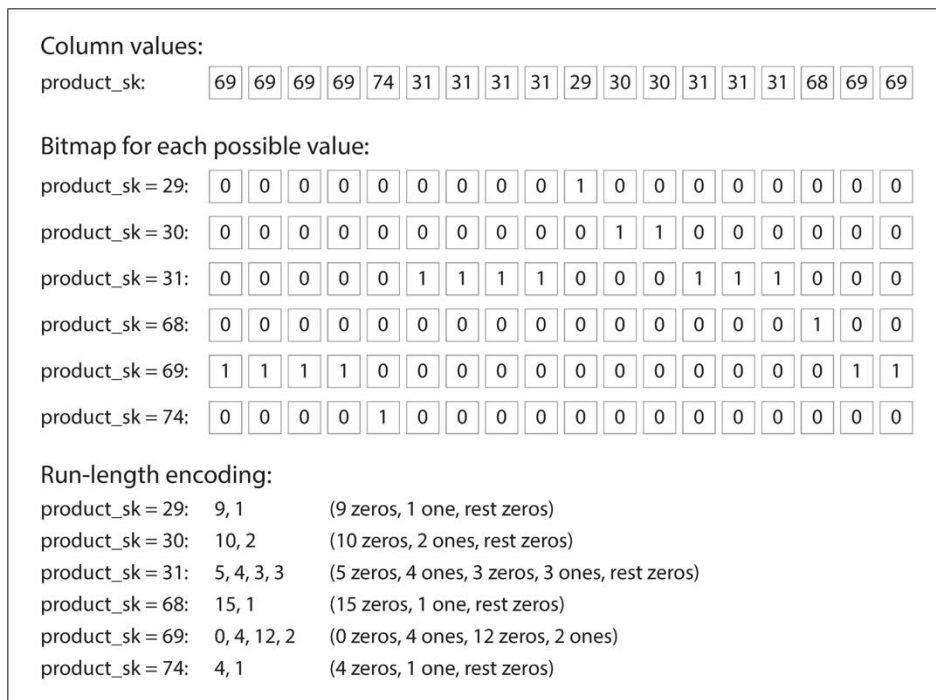 Column values:
product_sk: 69 69 69 69 74 31 31 31 31 29 30 30 31 31 31 68 69 69
Bitmap for each possible value:
product_sk = 29: 0 0 0 0 0 0 0 0 0 1 0 0 0 0 0 0 0 0
product_sk = 30: 0 0 0 0 0 0 0 0 0 0 1 1 0 0 0 0 0 0
product_sk = 31: 0 0 0 0 0 1 1 1 1 0 0 0 1 1 1 0 0 0
product_sk = 68: 0 0 0 0 0 0 0 0 0 0 0 0 0 0 0 1 0 0
product_sk = 69: 1 1 1 1 0 0 0 0 0 0 0 0 0 0 0 0 1 1
product_sk = 74: 0 0 0 0 1 0 0 0 0 0 0 0 0 0 0 0 0 0
Run-length encoding:
product_sk = 29: 9, 1 (9 zeros, 1 one, rest zeros)
product_sk = 30: 10, 2 (10 zeros, 2 ones, rest zeros)
product_sk = 31: 5, 4, 3, 3 (5 zeros, 4 ones, 3 zeros, 3 ones, rest zeros)
product_sk = 68: 15, 1 (15 zeros, 1 one, rest zeros)
product_sk = 69: 0, 4, 12, 2 (0 zeros, 4 ones, 12 zeros, 2 ones)
product_sk = 74: 4, 1 (4 zeros, 1 one, rest zeros)